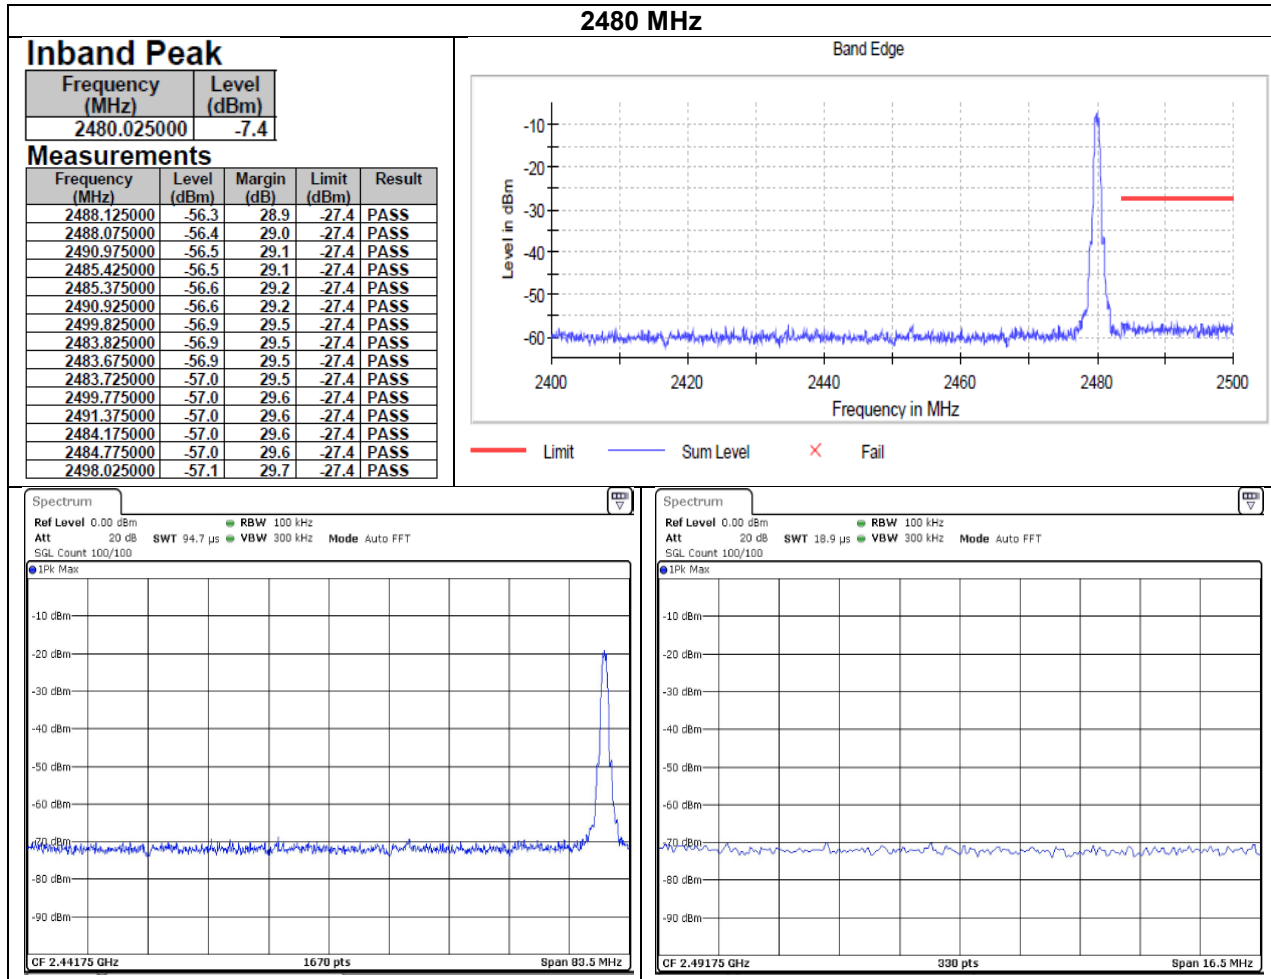 2480 MHz
Inband Peak
Frequency (MHz) Level (dBm)
2480.025000 -7.4
Measurements
Frequency (MHz) Level (dBm) Margin (dB) Limit (dBm) Result
2488.125000 -56.3 28.9 -27.4 PASS
2488.075000 -56.4 29.0 -27.4 PASS
2490.975000 -56.5 29.1 -27.4 PASS
2485.425000 -56.5 29.1 -27.4 PASS
2485.375000 -56.6 29.2 -27.4 PASS
2490.925000 -56.6 29.2 -27.4 PASS
2499.825000 -56.9 29.5 -27.4 PASS
2483.825000 -56.9 29.5 -27.4 PASS
2483.675000 -56.9 29.5 -27.4 PASS
2483.725000 -57.0 29.5 -27.4 PASS
2499.775000 -57.0 29.6 -27.4 PASS
2491.375000 -57.0 29.6 -27.4 PASS
2484.175000 -57.0 29.6 -27.4 PASS
2484.775000 -57.0 29.6 -27.4 PASS
2498.025000 -57.1 29.7 -27.4 PASS
Band Edge
Level in dBm
-10
-20
-30
-40
-50
-60
2400 2420 2440 2460 2480 2500
Frequency in MHz
Limit Sum Level Fail
Spectrum
Ref Level 0.00 dBm RBW 100 kHz
Att 20 dB SWT 94.7 µs VBW 300 kHz Mode Auto FFT
SGL Count 100/100
1Pk Max
-10 dBm
-20 dBm
-30 dBm
-40 dBm
-50 dBm
-60 dBm
-70 dBm
-80 dBm
-90 dBm
CF 2.44175 GHz 1670 pts Span 83.5 MHz
Spectrum
Ref Level 0.00 dBm RBW 100 kHz
Att 20 dB SWT 18.9 µs VBW 300 kHz Mode Auto FFT
SGL Count 100/100
1Pk Max
-10 dBm
-20 dBm
-30 dBm
-40 dBm
-50 dBm
-60 dBm
-70 dBm
-80 dBm
-90 dBm
CF 2.49175 GHz 330 pts Span 16.5 MHz